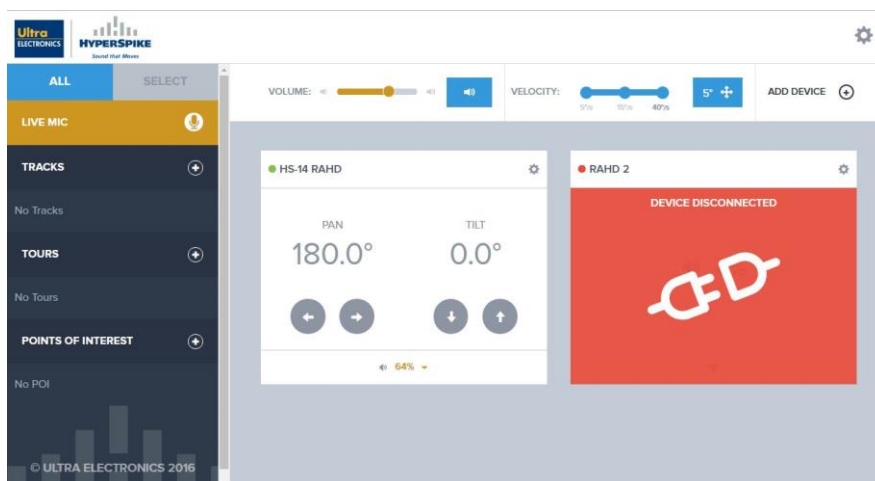 Ultra
ELECTRONICS
HYPERSPIKE
Sound that Moves
ALL SELECT
VOLUME:
VELOCITY:
5°/s 15°/s 40°/s
5°
ADD DEVICE
LIVE MIC
TRACKS
No Tracks
TOURS
No Tours
POINTS OF INTEREST
No POI
© ULTRA ELECTRONICS 2016
HS-14 RAHD
PAN TILT
180.0° 0.0°
64%
RAHD 2
DEVICE DISCONNECTED